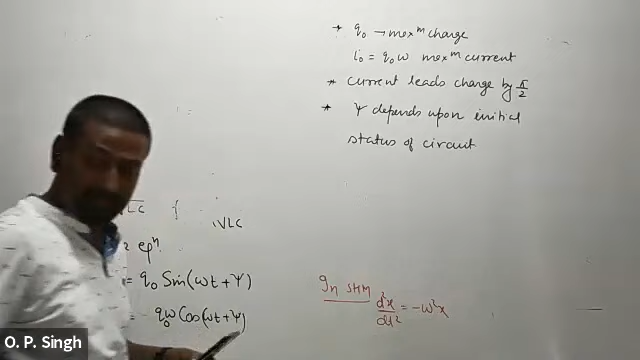 * q₀ → maxᵐ charge
i₀ = q₀ω maxᵐ current
* Current leads charge by π/2
* Ψ depends upon initial
status of circuit
√LC { √LC
eqⁿ
= q₀ Sin(ωt + Ψ)
= q₀ω Cos(ωt + Ψ)
In SHM d²x/dt² = -ω²x
O. P. Singh